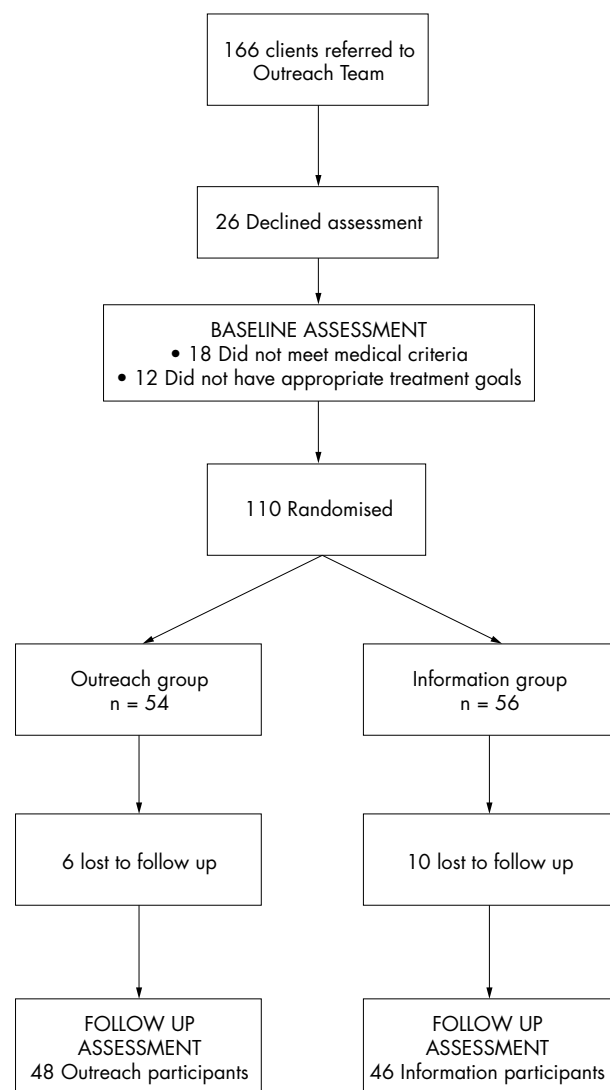 166 clients referred to
Outreach Team
26 Declined assessment
BASELINE ASSESSMENT
• 18 Did not meet medical criteria
• 12 Did not have appropriate treatment goals
110 Randomised
Outreach group
n = 54
Information group
n = 56
6 lost to follow up
10 lost to follow up
FOLLOW UP
ASSESSMENT
48 Outreach participants
FOLLOW UP
ASSESSMENT
46 Information participants